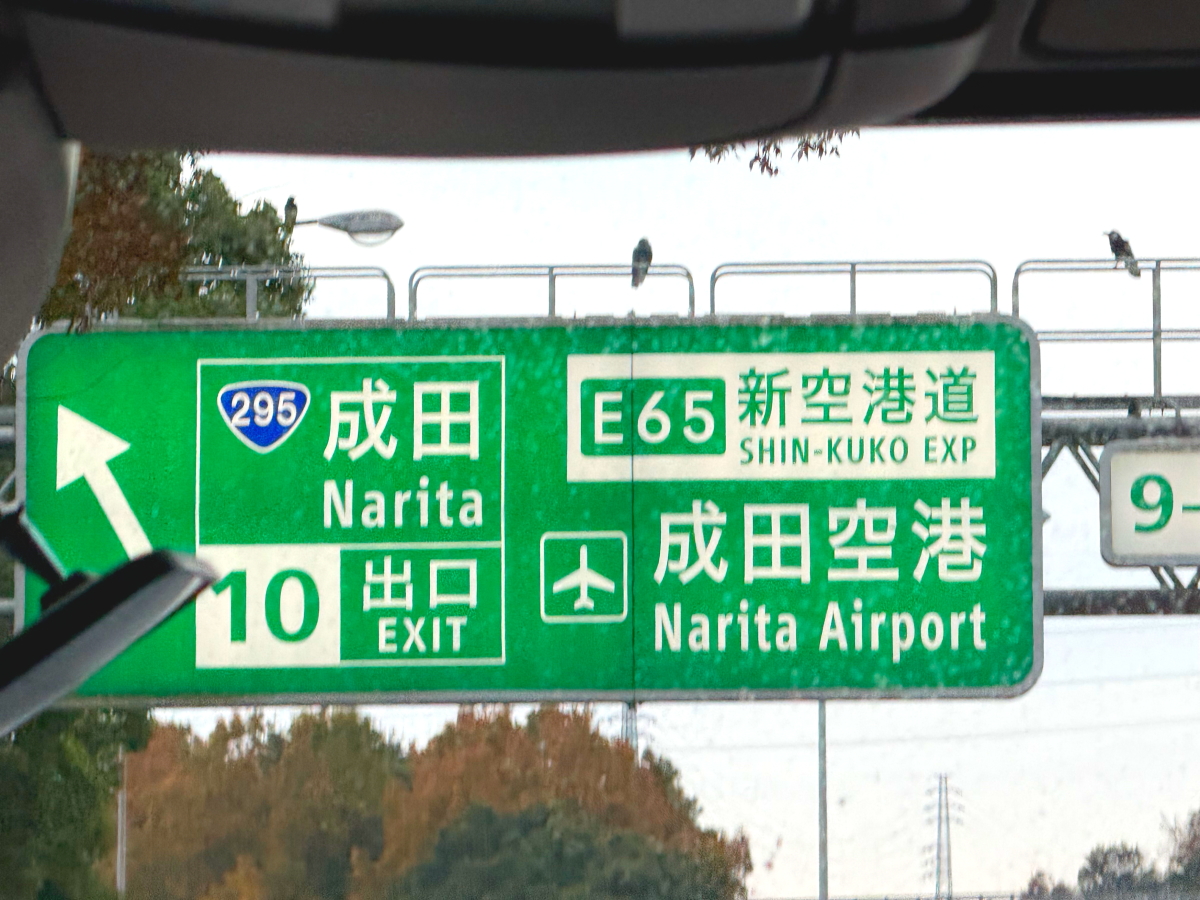 295 成田
Narita
10 出口
EXIT
E65 新空港道
SHIN-KUKO EXP
成田空港
Narita Airport
9-